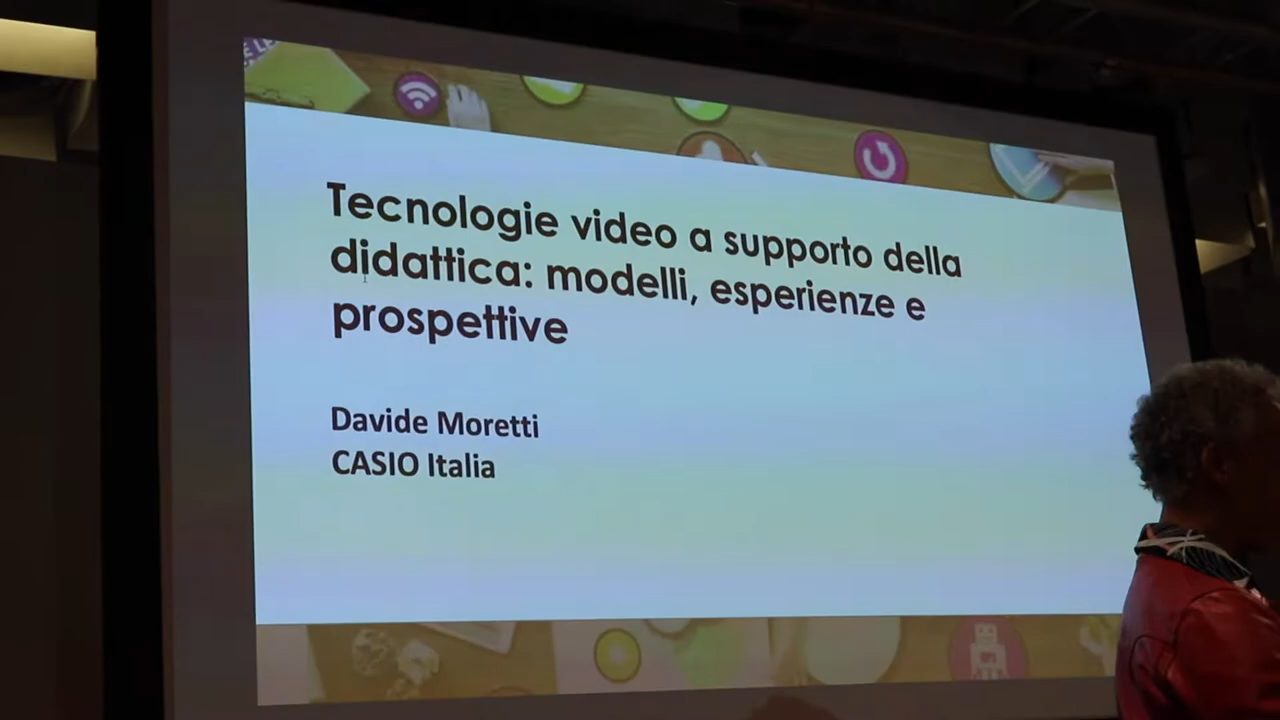 Tecnologie video a supporto della
didattica: modelli, esperienze e
prospettive
Davide Moretti
CASIO Italia